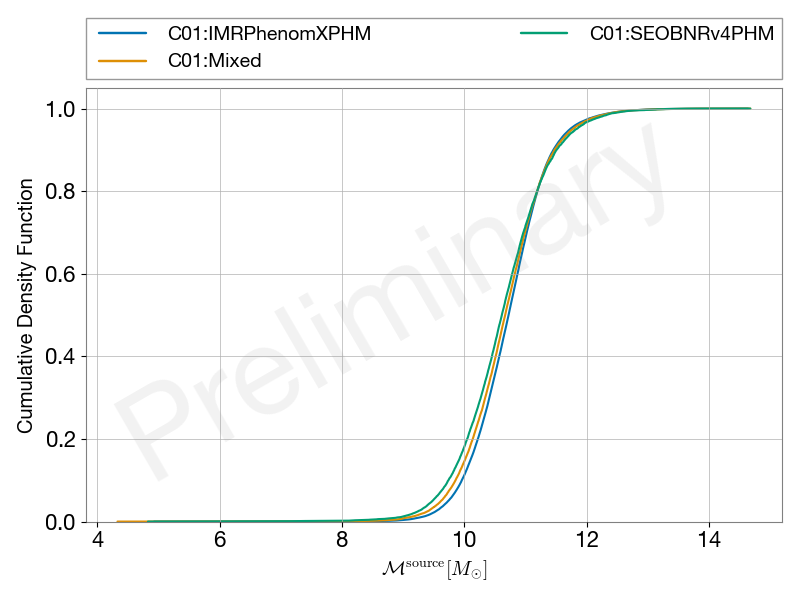 C01:IMRPhenomXPHM
C01:Mixed
C01:SEOBNRv4PHM
Cumulative Density Function
1.0
0.8
0.6
0.4
0.2
0.0
Preliminary
4 6 8 10 12 14
ℳ^source [M_⊙]